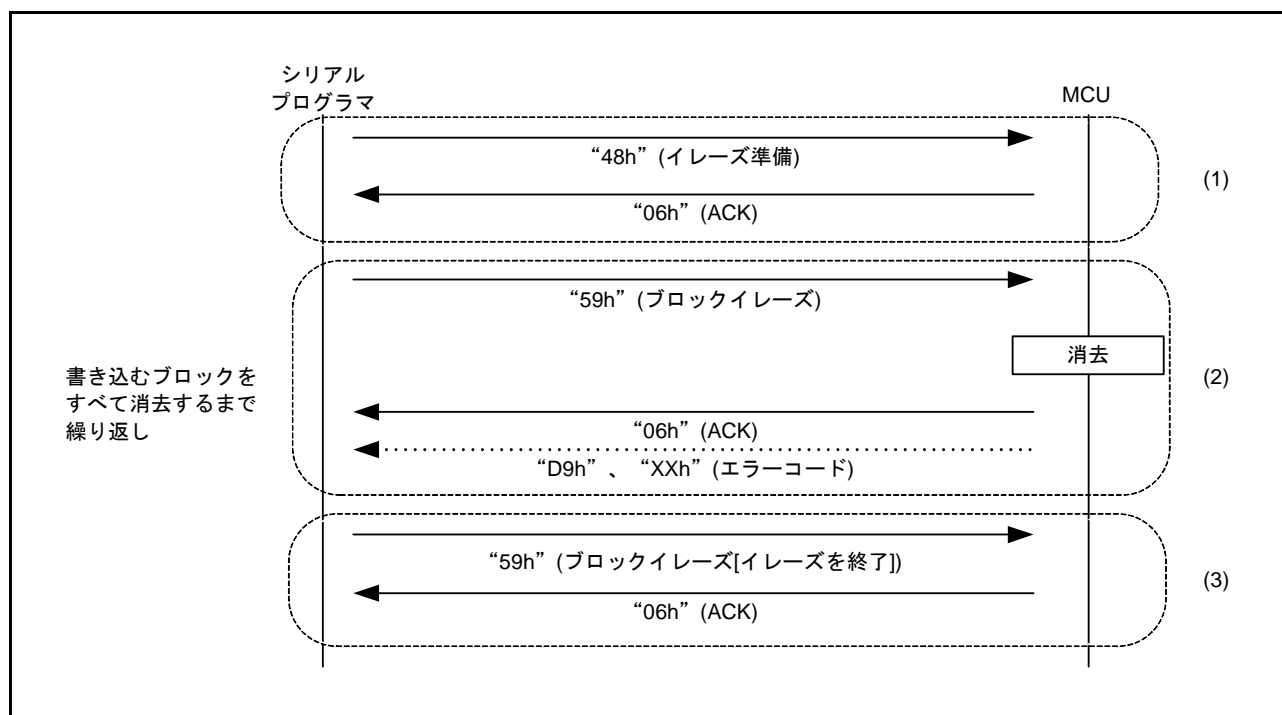 シリアル
プログラマ
MCU
“48h” (イレーズ準備)
(1)
“06h” (ACK)
“59h” (ブロックイレーズ)
消去
書き込むブロックを
すべて消去するまで
繰り返し
(2)
“06h” (ACK)
“D9h” 、 “XXh” (エラーコード)
“59h” (ブロックイレーズ[イレーズを終了])
(3)
“06h” (ACK)